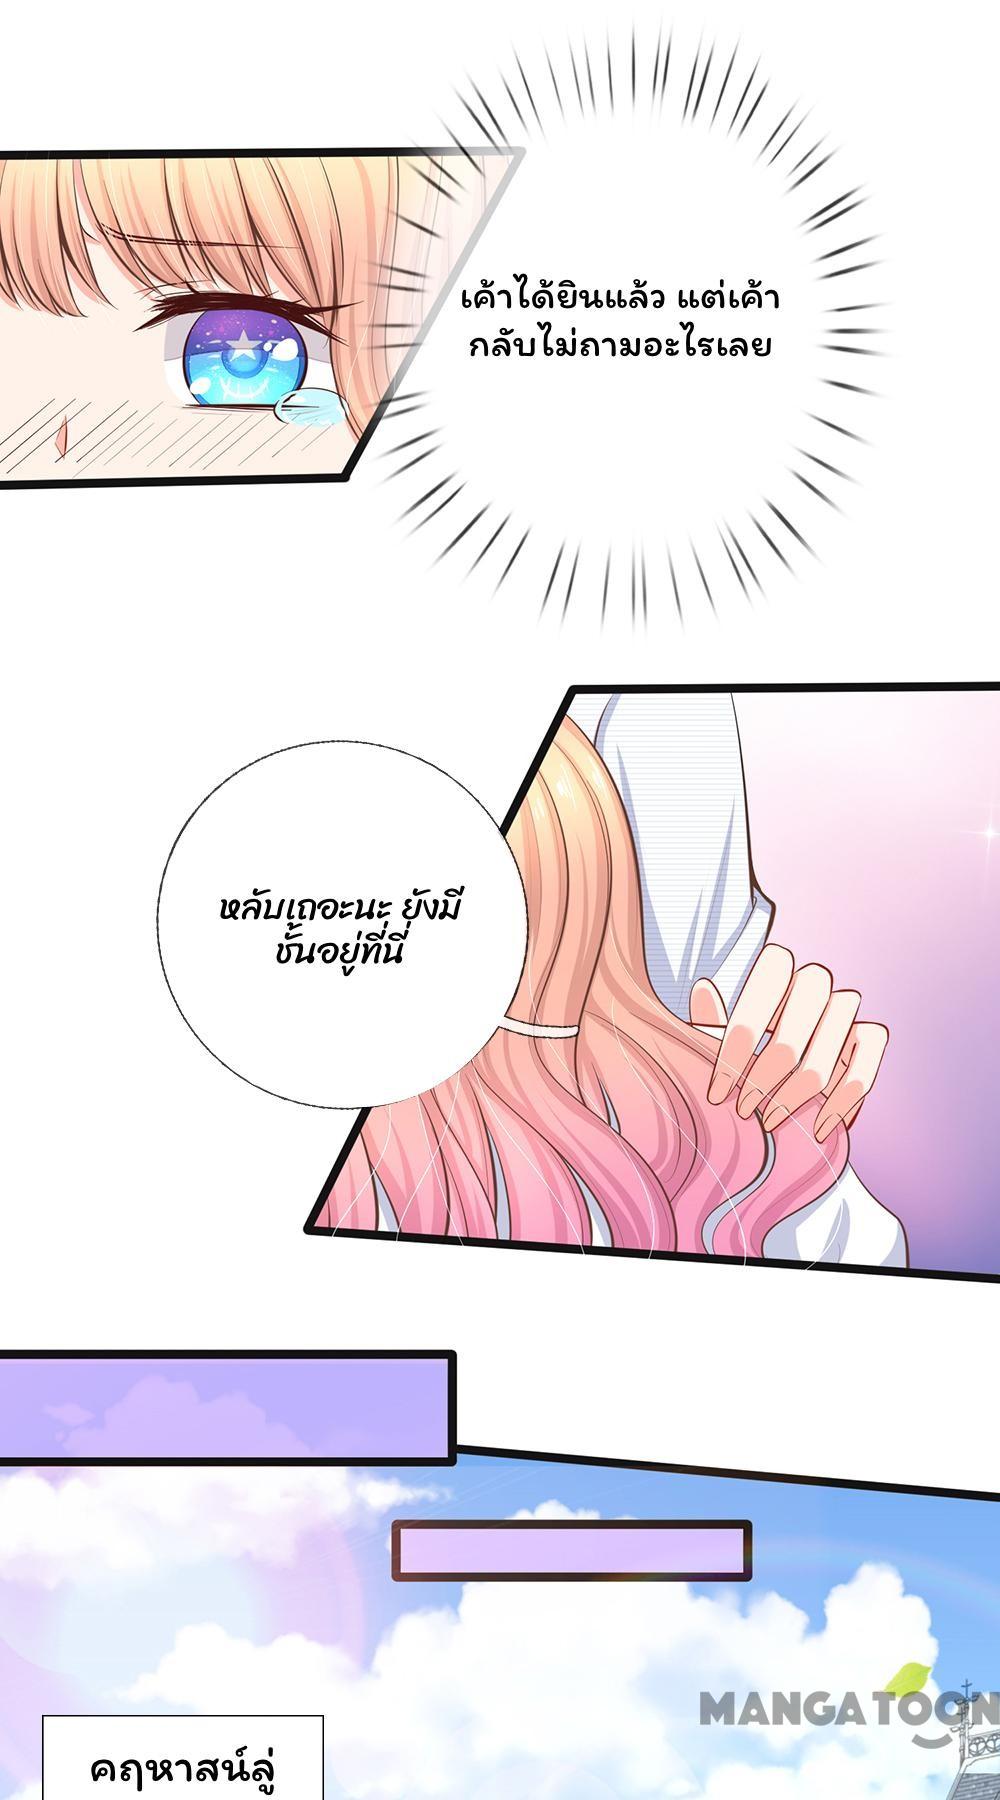 เค้าได้ยินแล้ว แต่เค้า
กลับไม่ถามอะไรเลย
หลับเถอะนะ ยังมี
ชั้นอยู่ที่นี่
MANGATOON
คฤหาสน์ลู่